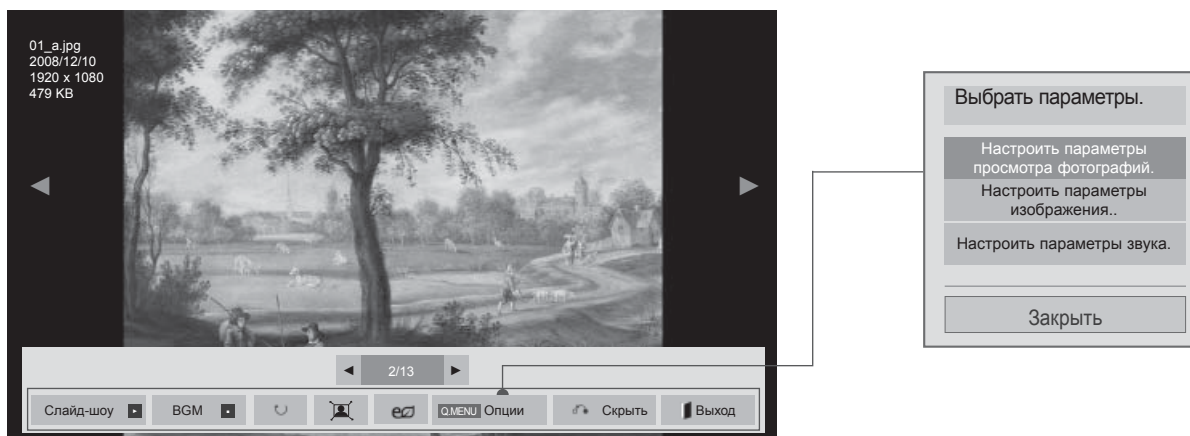 01_a.jpg
2008/12/10
1920 x 1080
479 KB
2/13
Слайд-шоу BGM Q.MENU Опции Скрыть Выход
Выбрать параметры.
Настроить параметры
просмотра фотографий.
Настроить параметры
изображения..
Настроить параметры звука.
Закрыть